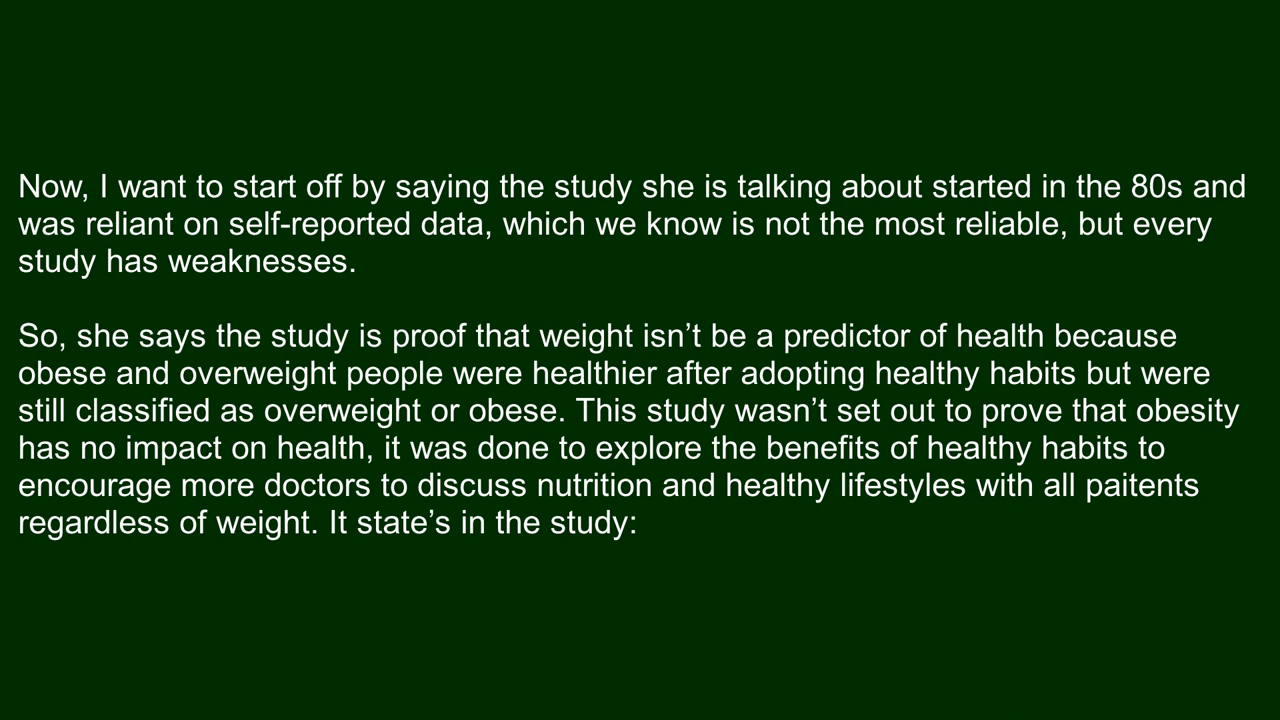 Now, I want to start off by saying the study she is talking about started in the 80s and
was reliant on self-reported data, which we know is not the most reliable, but every
study has weaknesses.
So, she says the study is proof that weight isn’t be a predictor of health because
obese and overweight people were healthier after adopting healthy habits but were
still classified as overweight or obese. This study wasn’t set out to prove that obesity
has no impact on health, it was done to explore the benefits of healthy habits to
encourage more doctors to discuss nutrition and healthy lifestyles with all paitents
regardless of weight. It state’s in the study: